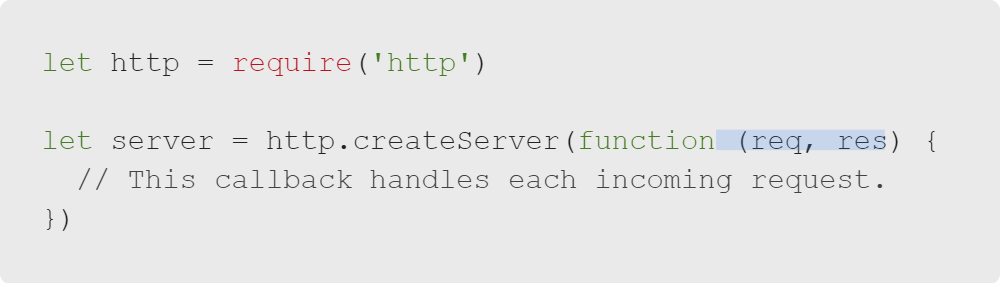 let http = require('http')
let server = http.createServer(function (req, res) {
// This callback handles each incoming request.
})